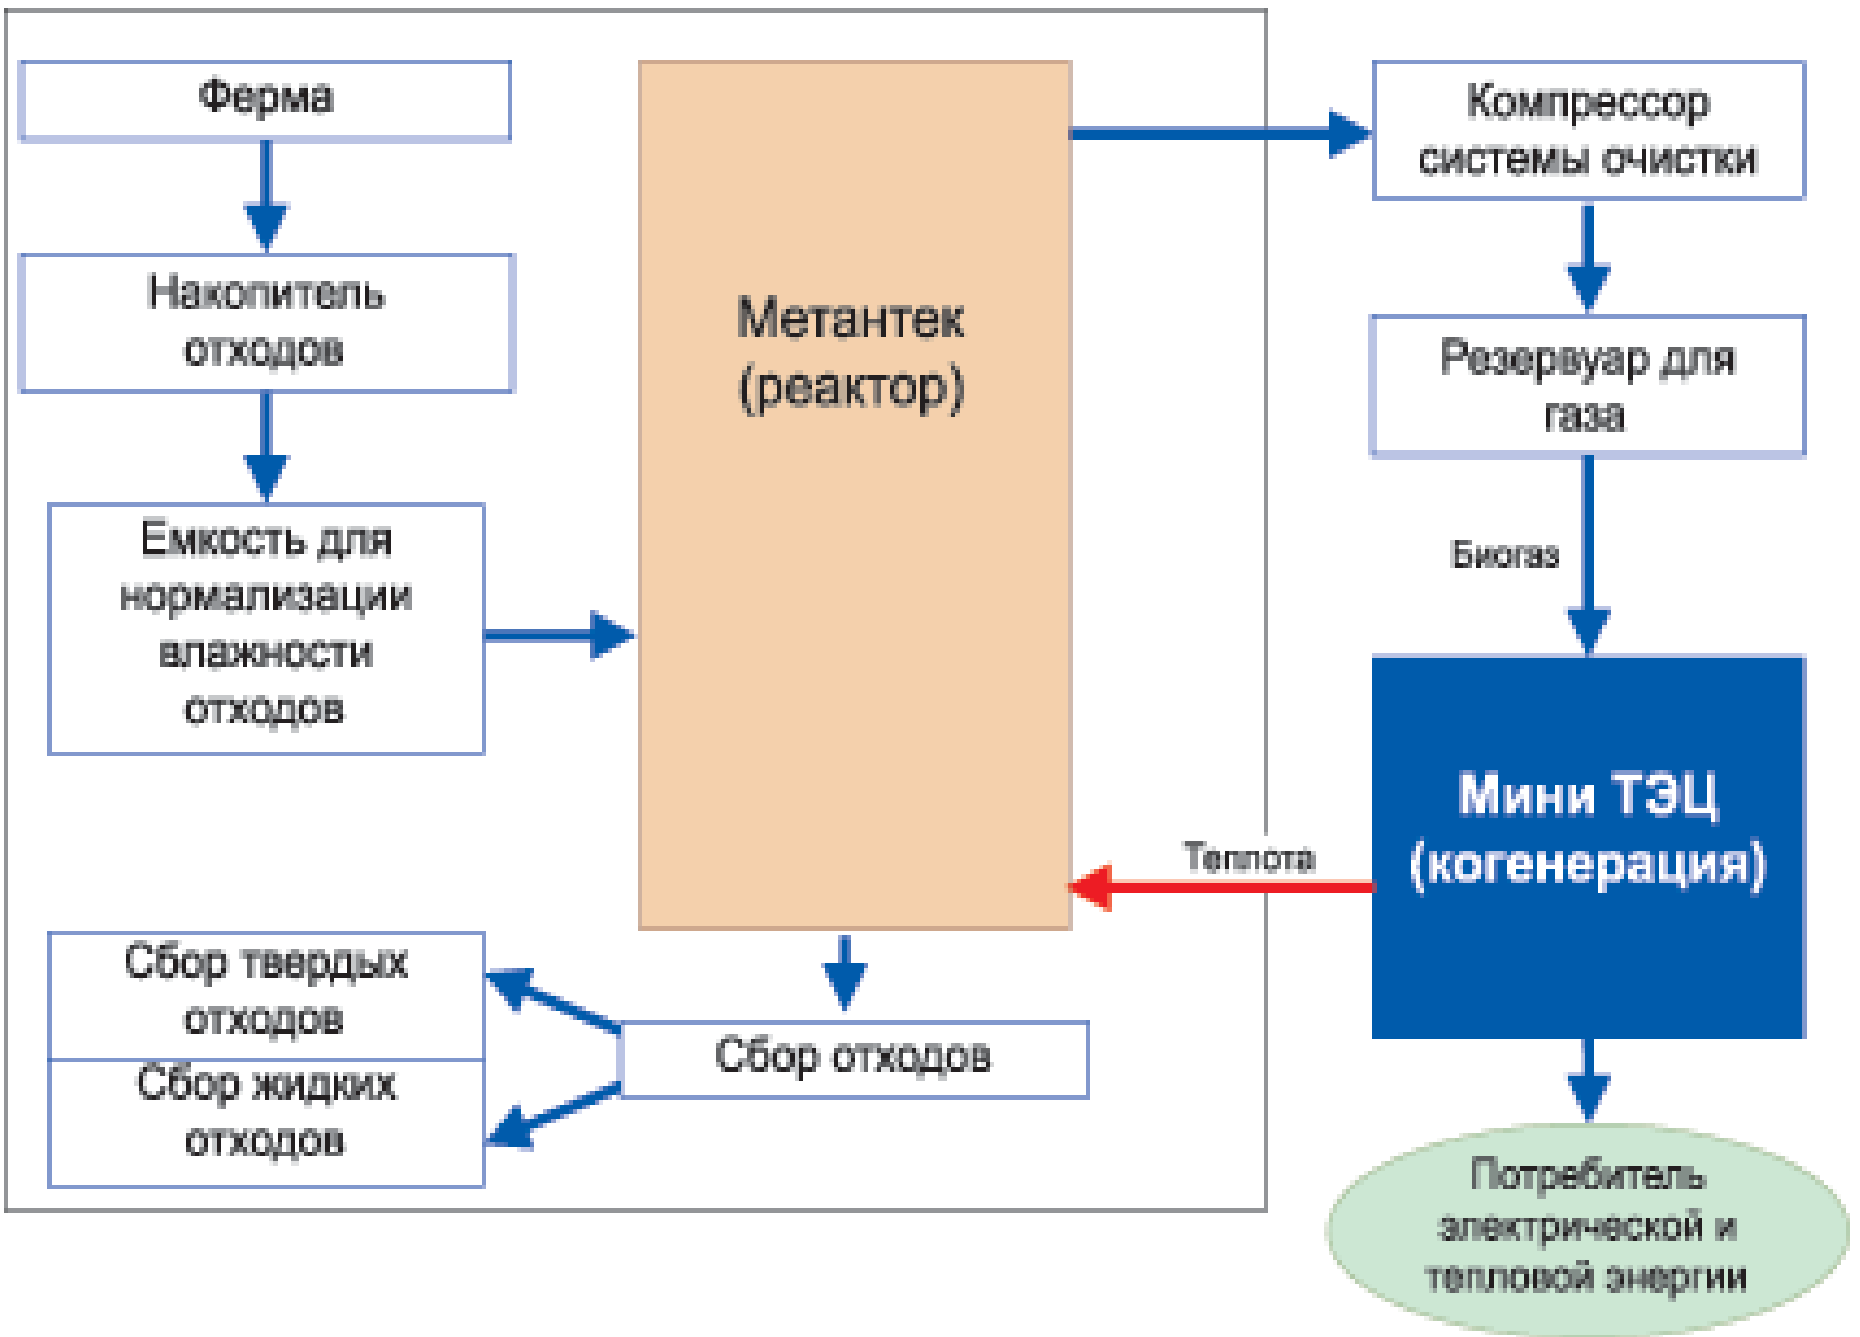 Ферма
Накопитель
отходов
Емкость для
нормализации
влажности
отходов
Метантек
(реактор)
Компрессор
системы очистки
Резервуар для
газа
Биогаз
Мини ТЭЦ
(когенерация)
Теплота
Сбор твердых
отходов
Сбор жидких
отходов
Сбор отходов
Потребитель
электрической и
тепловой энергии